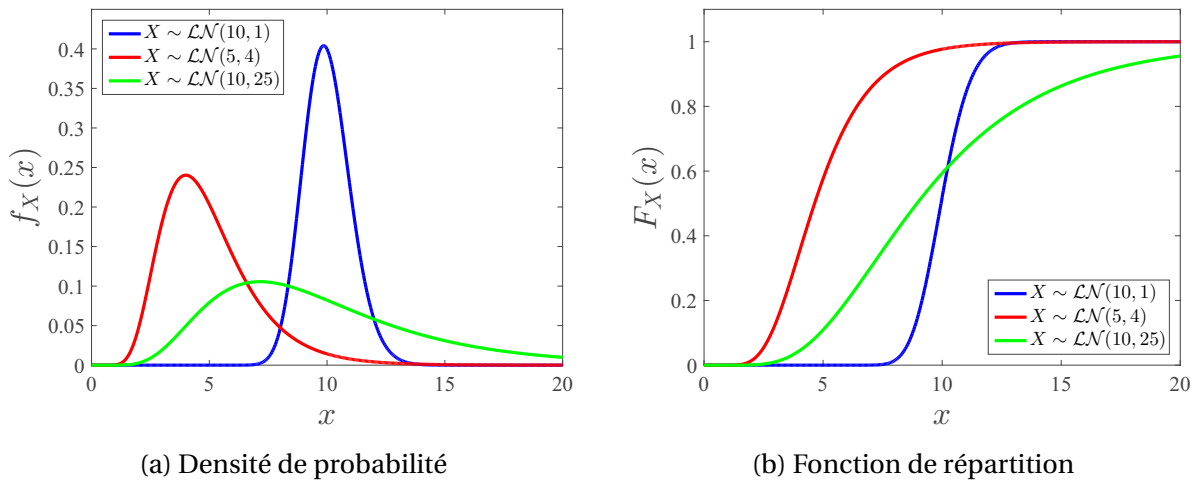 X ∼ LN(10, 1)
X ∼ LN(5, 4)
X ∼ LN(10, 25)
0.4
0.35
0.3
0.25
0.2
0.15
0.1
0.05
0
f_X(x)
0 5 10 15 20
x
(a) Densité de probabilité
1
0.8
0.6
0.4
0.2
0
F_X(x)
X ∼ LN(10, 1)
X ∼ LN(5, 4)
X ∼ LN(10, 25)
0 5 10 15 20
x
(b) Fonction de répartition